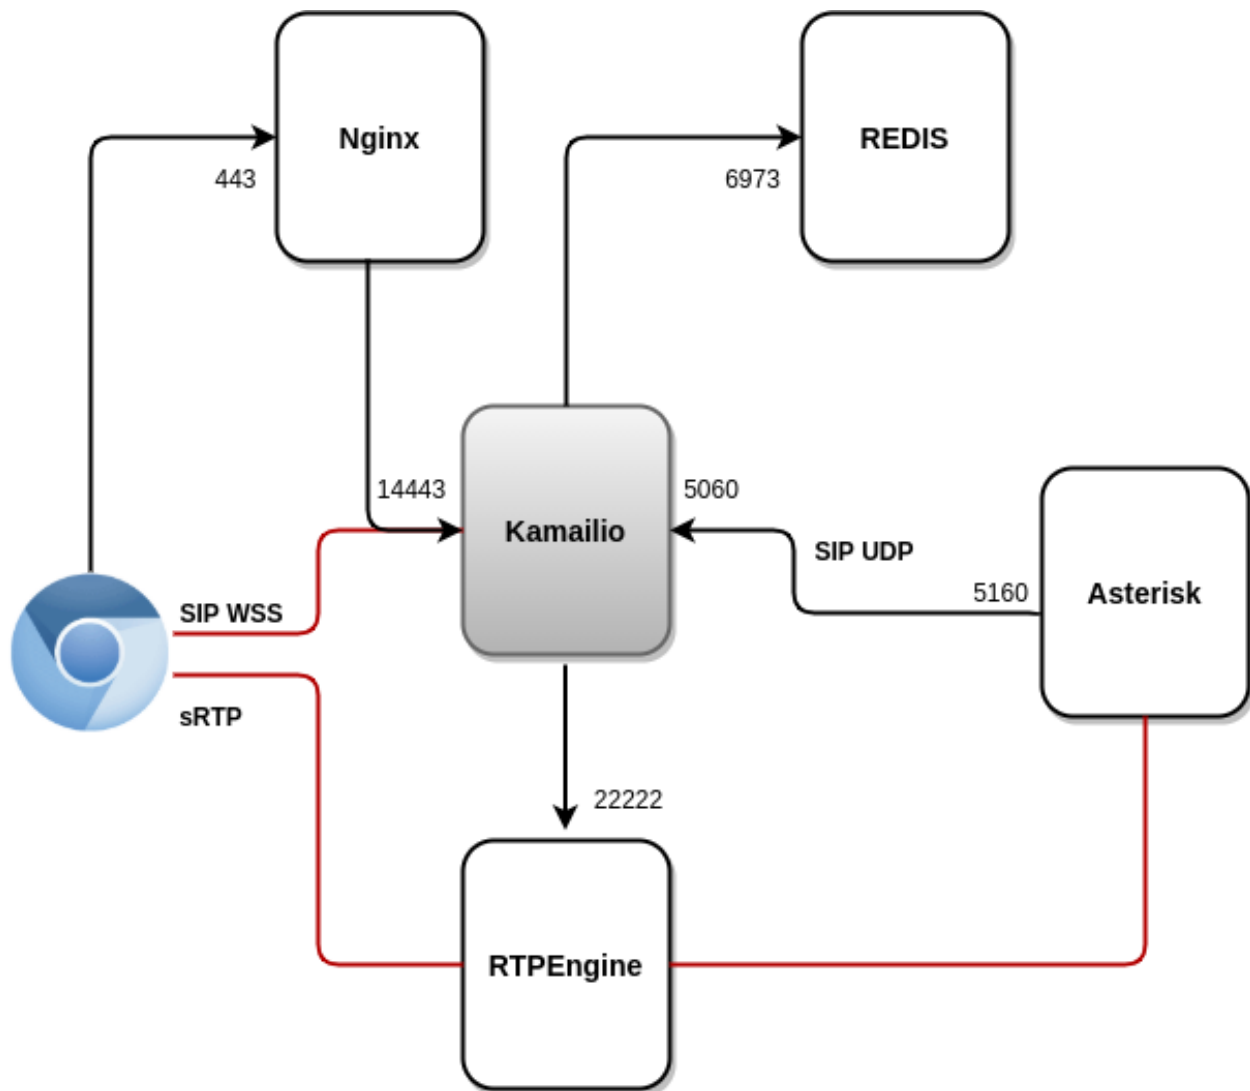 Nginx
REDIS
443
6973
14443
5060
Kamailio
SIP UDP
5160
Asterisk
SIP WSS
sRTP
22222
RTPEngine